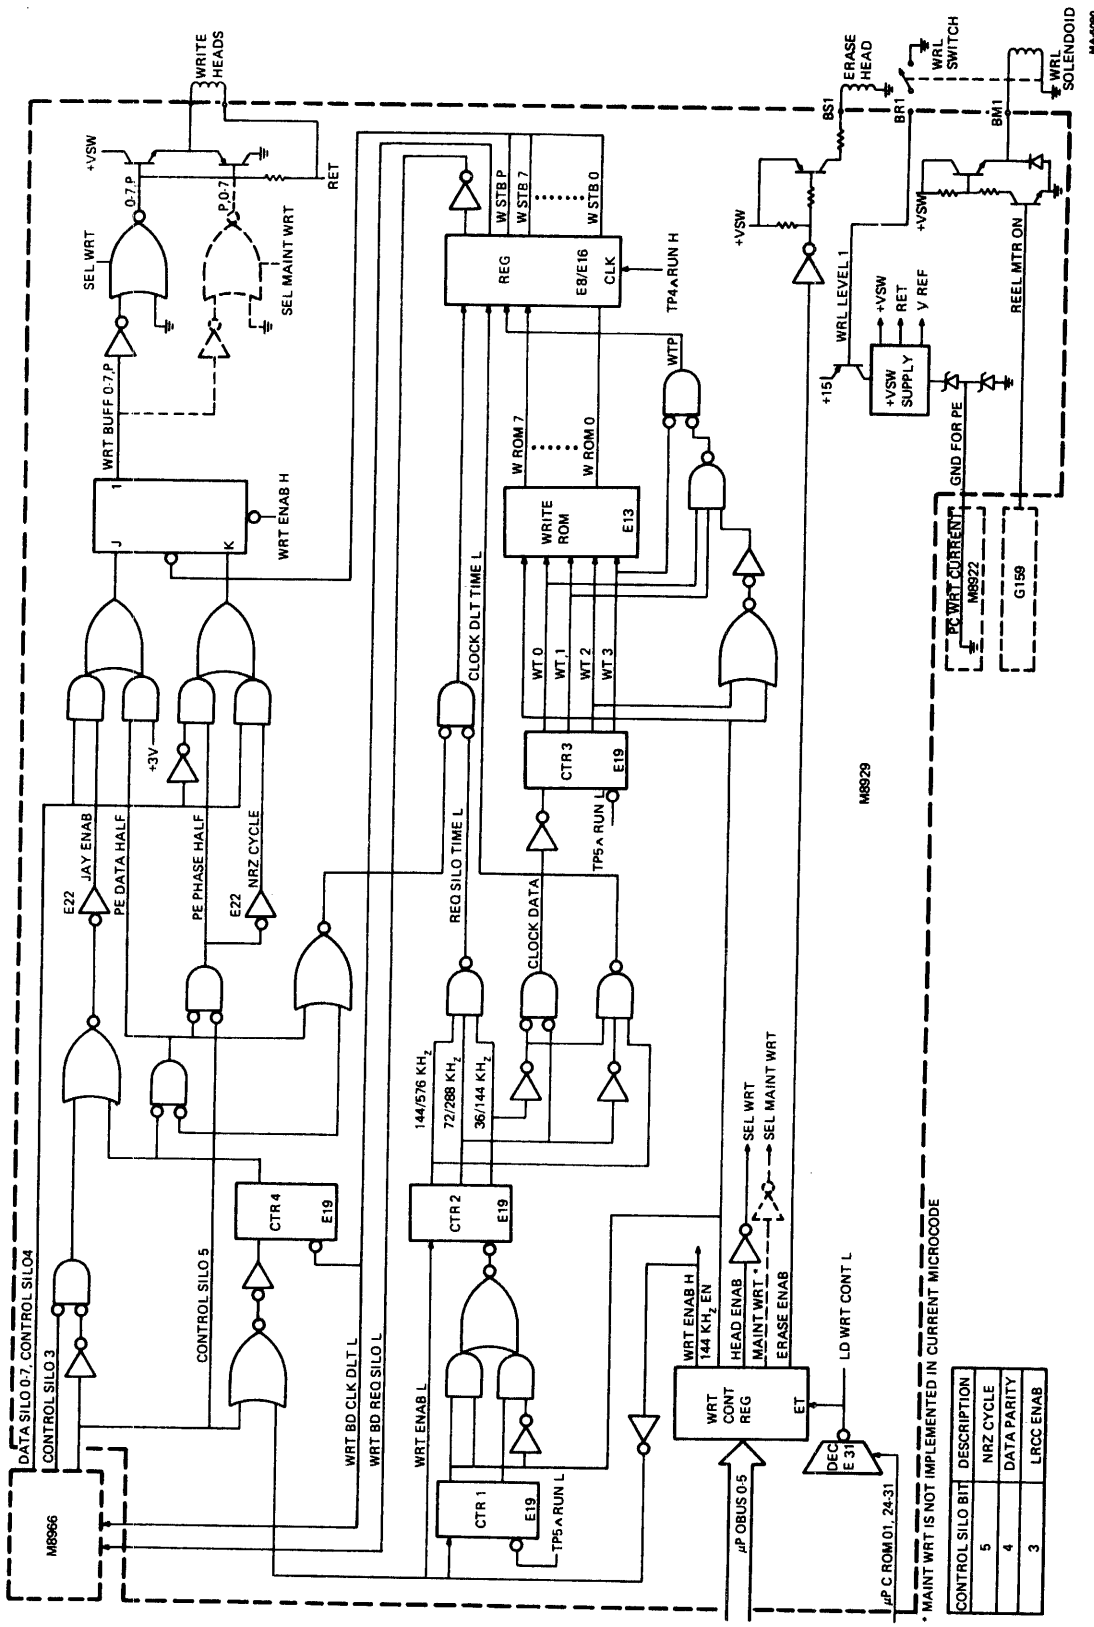 M8966
DATA SILO 0-7, CONTROL SILO4
CONTROL SILO 3
CONTROL SILO 5
WRT BD CLK DLT L
WRT BD REQ SILO L
WRT ENAB L
CTR 4
E19
E22
JAY ENAB
PE DATA HALF
PE PHASE HALF
E22
NRZ CYCLE
+3V
J
K
1
WRT ENAB H
WRT BUFF 0-7,P
SEL WRT
0-7,P
P,0-7
SEL MAINT WRT
+VSW
RET
WRITE
HEADS
CTR 1
E19
TP5∧RUN L
CTR 2
E19
144/576 KHz
72/288 KHz
36/144 KHz
REQ SILO TIME L
CLOCK DATA
CLOCK DLT TIME L
TP5∧RUN L
CTR 3
E19
WT 0
WT 1
WT 2
WT 3
WRITE
ROM
E13
W ROM 7
W ROM 0
WTP
REG
E8/E16
CLK
TP4∧RUN H
W STB P
W STB 7
W STB 0
µP OBUS 0-5
WRT
CONT
REG
ET
WRT ENAB H
144 KHz EN
HEAD ENAB
MAINT WRT *
ERASE ENAB
SEL WRT
SEL MAINT WRT
LD WRT CONT L
DEC
E 31
µP C ROM 01, 24-31
M8929
+VSW
BS1
ERASE
HEAD
WRL LEVEL 1
BR1
WRL
SWITCH
+15
+VSW
SUPPLY
+VSW
RET
V REF
+VSW
BM1
WRL
SOLENDOID
REEL MTR ON
GND FOR PE
PC WRT CURRENT
M8922
G159
* MAINT WRT IS NOT IMPLEMENTED IN CURRENT MICROCODE
CONTROL SILO BIT DESCRIPTION
5 NRZ CYCLE
4 DATA PARITY
3 LRCC ENAB